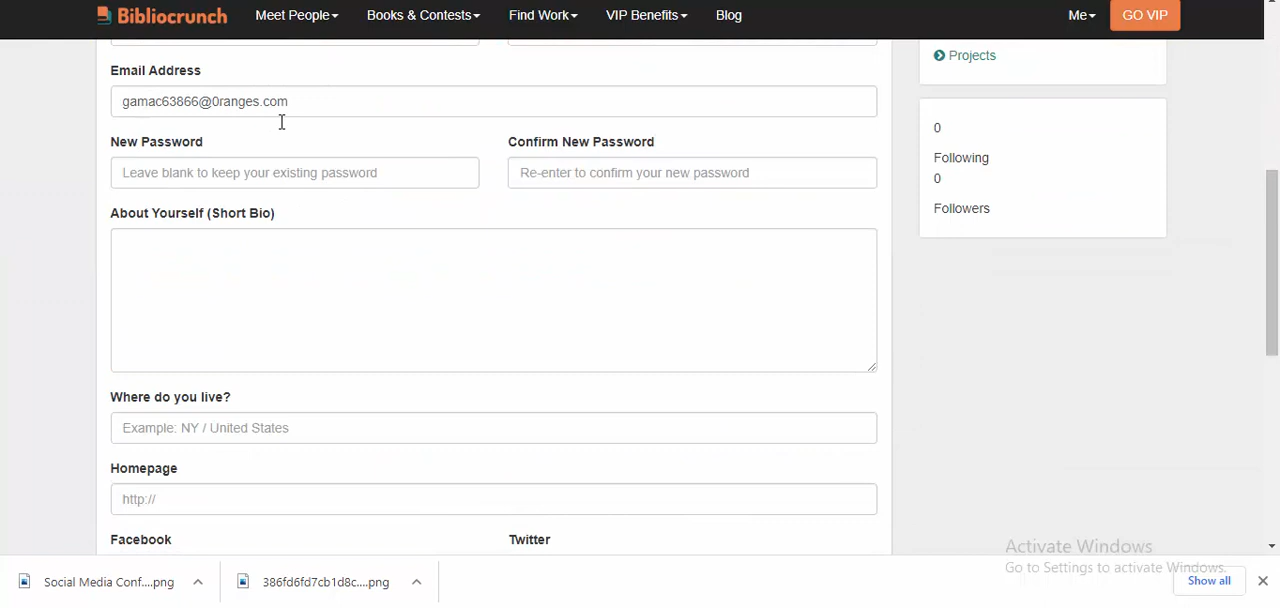 Bibliocrunch Meet People Books & Contests Find Work VIP Benefits Blog Me GO VIP
Projects
Email Address
gamac63866@0ranges.com
0
New Password Confirm New Password
Following
Leave blank to keep your existing password Re-enter to confirm your new password
0
Followers
About Yourself (Short Bio)
Where do you live?
Example: NY / United States
Homepage
http://
Facebook Twitter
Activate Windows
Go to Settings to activate Windows.
Social Media Conf....png 386fd6fd7cb1d8c....png Show all